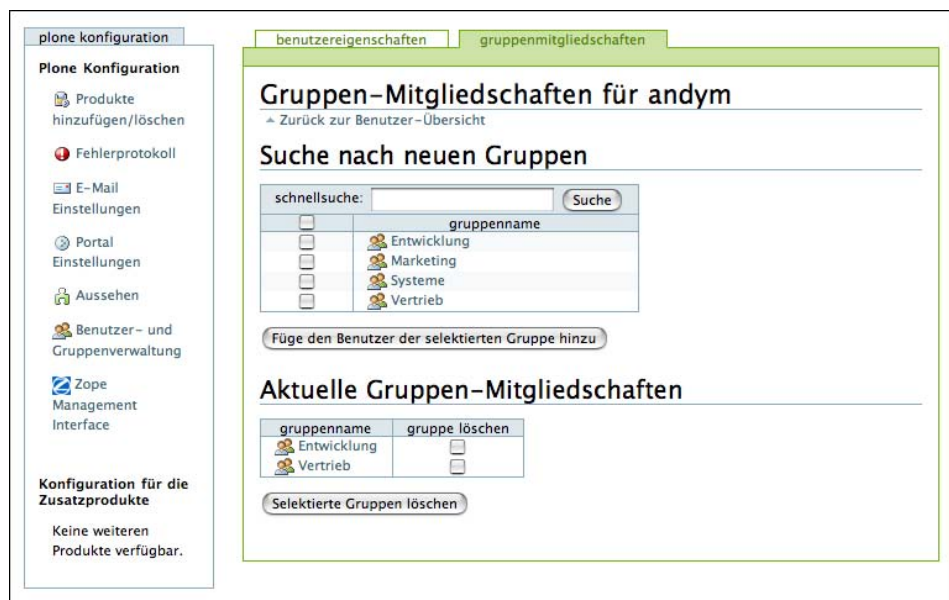 plone konfiguration
Plone Konfiguration
Produkte
hinzufügen/löschen
Fehlerprotokoll
E-Mail
Einstellungen
Portal
Einstellungen
Aussehen
Benutzer- und
Gruppenverwaltung
Zope
Management
Interface
Konfiguration für die
Zusatzprodukte
Keine weiteren
Produkte verfügbar.
benutzereigenschaften
gruppenmitgliedschaften
Gruppen-Mitgliedschaften für andym
Zurück zur Benutzer-Übersicht
Suche nach neuen Gruppen
schnellsuche: Suche
gruppenname
Entwicklung
Marketing
Systeme
Vertrieb
Füge den Benutzer der selektierten Gruppe hinzu
Aktuelle Gruppen-Mitgliedschaften
gruppenname gruppe löschen
Entwicklung
Vertrieb
Selektierte Gruppen löschen